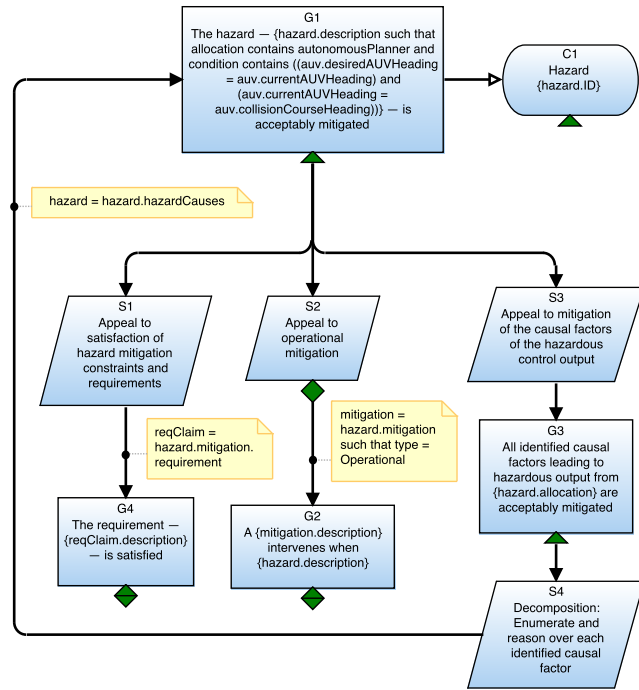 G1
The hazard — {hazard.description such that
allocation contains autonomousPlanner and
condition contains ((auv.desiredAUVHeading
= auv.currentAUVHeading) and
(auv.currentAUVHeading =
auv.collisionCourseHeading))} — is
acceptably mitigated
C1
Hazard
{hazard.ID}
hazard = hazard.hazardCauses
S1
Appeal to
satisfaction of
hazard mitigation
constraints and
requirements
S2
Appeal to
operational
mitigation
S3
Appeal to mitigation
of the causal factors
of the hazardous
control output
reqClaim =
hazard.mitigation.
requirement
mitigation =
hazard.mitigation
such that type =
Operational
G3
All identified causal
factors leading to
hazardous output from
{hazard.allocation} are
acceptably mitigated
G4
The requirement —
{reqClaim.description}
— is satisfied
G2
A {mitigation.description}
intervenes when
{hazard.description}
S4
Decomposition:
Enumerate and
reason over each
identified causal
factor